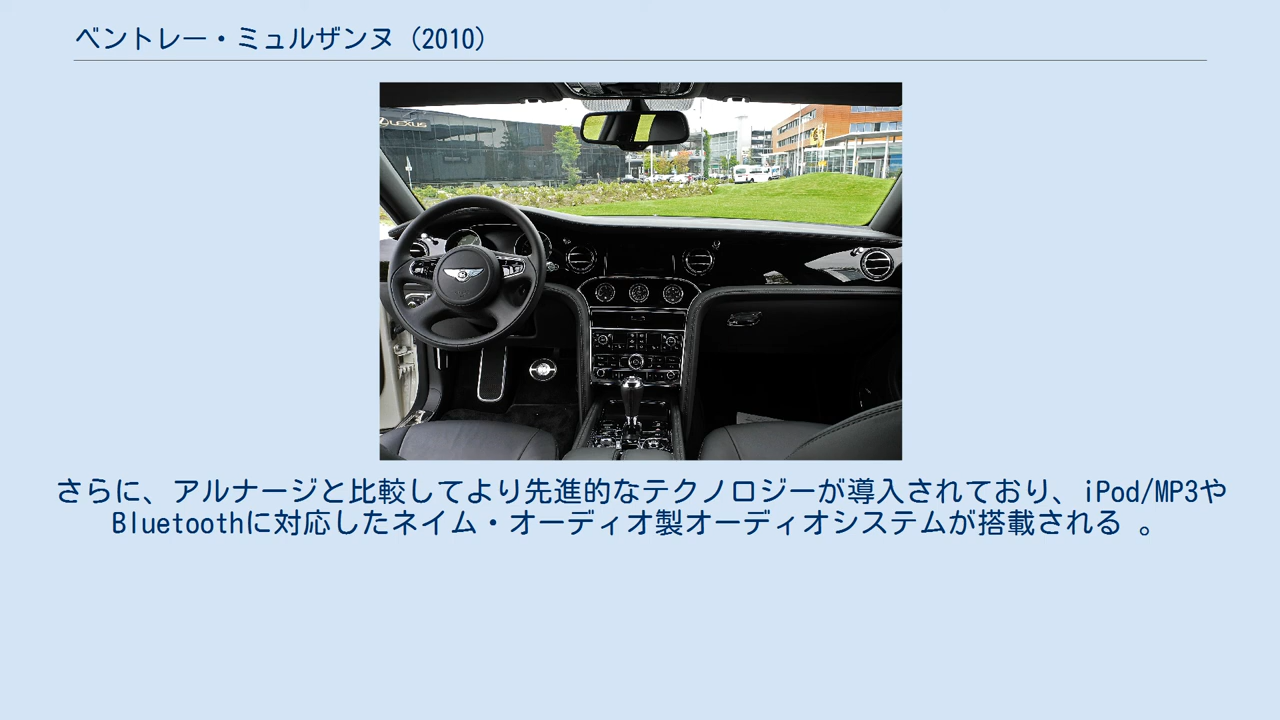 ベントレー・ミュルザンヌ（2010）
LEXUS
さらに、アルナージと比較してより先進的なテクノロジーが導入されており、iPod/MP3や
Bluetoothに対応したネイム・オーディオ製オーディオシステムが搭載される 。